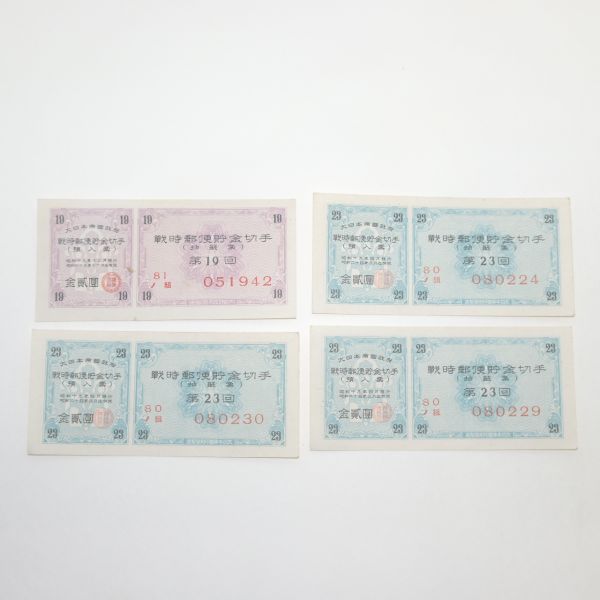 19 19
大日本帝國政府
戰時郵便貯金切手
(預入票)
金貳圓
19 19
19 19
戰時郵便貯金切手
(抽籤票)
第19回
81
ノ組 051942
19 19
23 23
大日本帝國政府
戰時郵便貯金切手
(預入票)
金貳圓
23 23
23
戰時郵便貯金切手
(抽籤票)
第23回
80
ノ組 080224
23
23 23
大日本帝國政府
戰時郵便貯金切手
(預入票)
金貳圓
23 23
23
戰時郵便貯金切手
(抽籤票)
第23回
80
ノ組 080230
23
23 23
大日本帝國政府
戰時郵便貯金切手
(預入票)
金貳圓
23 23
23
戰時郵便貯金切手
(抽籤票)
第23回
80
ノ組 080229
23